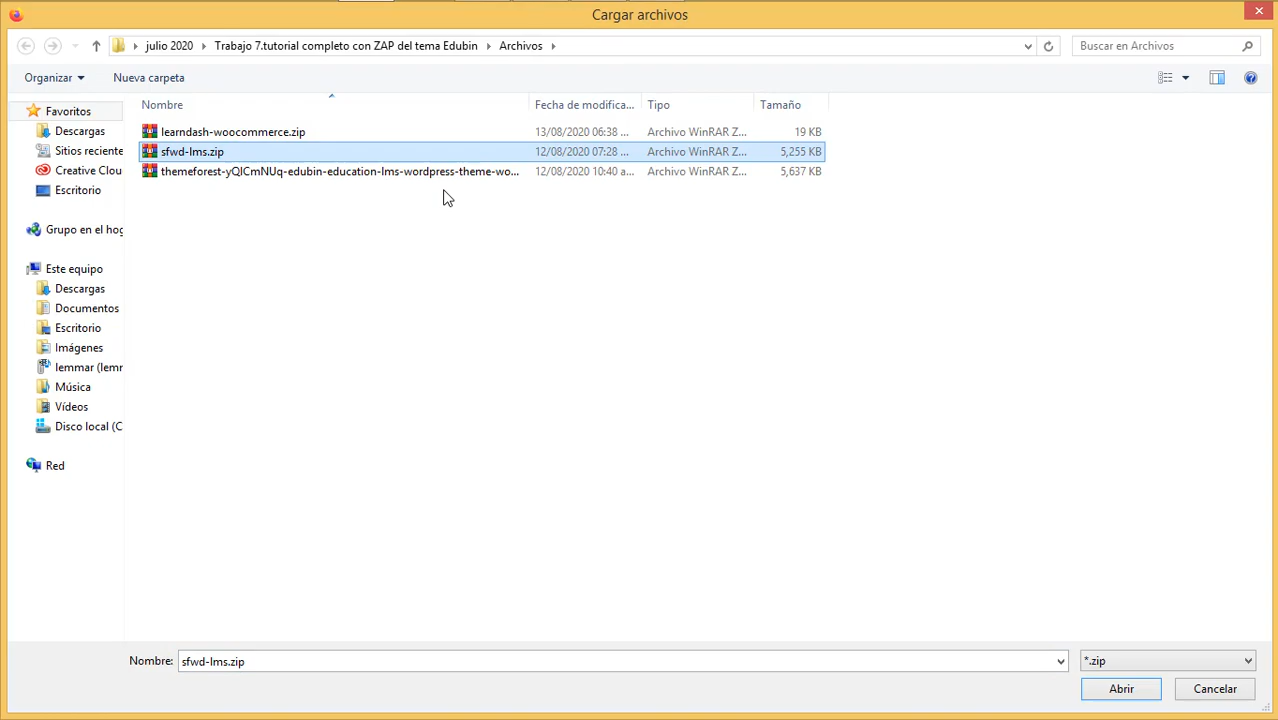 Cargar archivos
julio 2020 Trabajo 7.tutorial completo con ZAP del tema Edubin Archivos
Buscar en Archivos
Organizar Nueva carpeta
Nombre Fecha de modifica... Tipo Tamaño
learndash-woocommerce.zip 13/08/2020 06:38 ... Archivo WinRAR Z... 19 KB
sfwd-lms.zip 12/08/2020 07:28 ... Archivo WinRAR Z... 5,255 KB
themeforest-yQlCmNUq-edubin-education-lms-wordpress-theme-wo... 12/08/2020 10:40 a... Archivo WinRAR Z... 5,637 KB
Favoritos
Descargas
Sitios reciente
Creative Clou
Escritorio
Grupo en el hog
Este equipo
Descargas
Documentos
Escritorio
Imágenes
lemmar (lemr
Música
Vídeos
Disco local (C
Red
Nombre: sfwd-lms.zip
*.zip
Abrir Cancelar